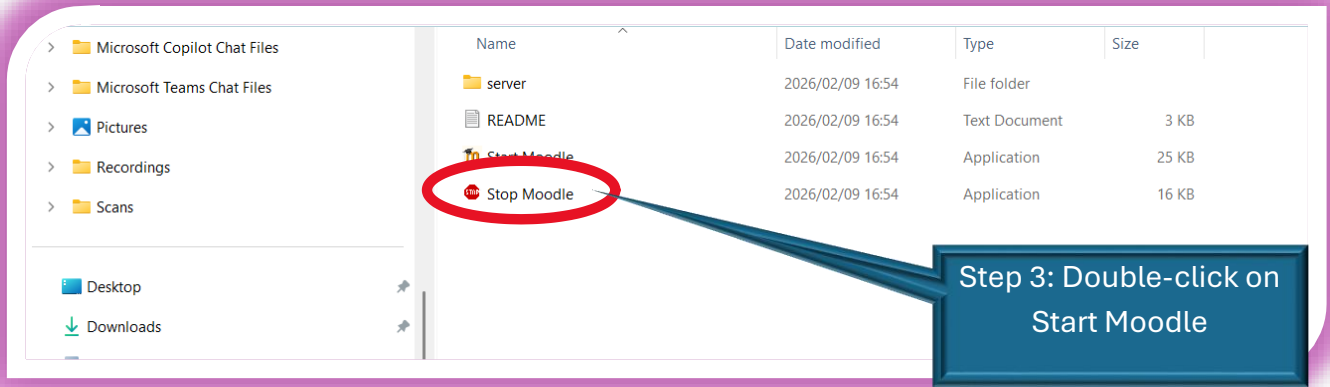 Microsoft Copilot Chat Files
Microsoft Teams Chat Files
Pictures
Recordings
Scans
Desktop
Downloads
Name Date modified Type Size
server 2026/02/09 16:54 File folder
README 2026/02/09 16:54 Text Document 3 KB
Start Moodle 2026/02/09 16:54 Application 25 KB
STOP Stop Moodle 2026/02/09 16:54 Application 16 KB
Step 3: Double-click on
Start Moodle